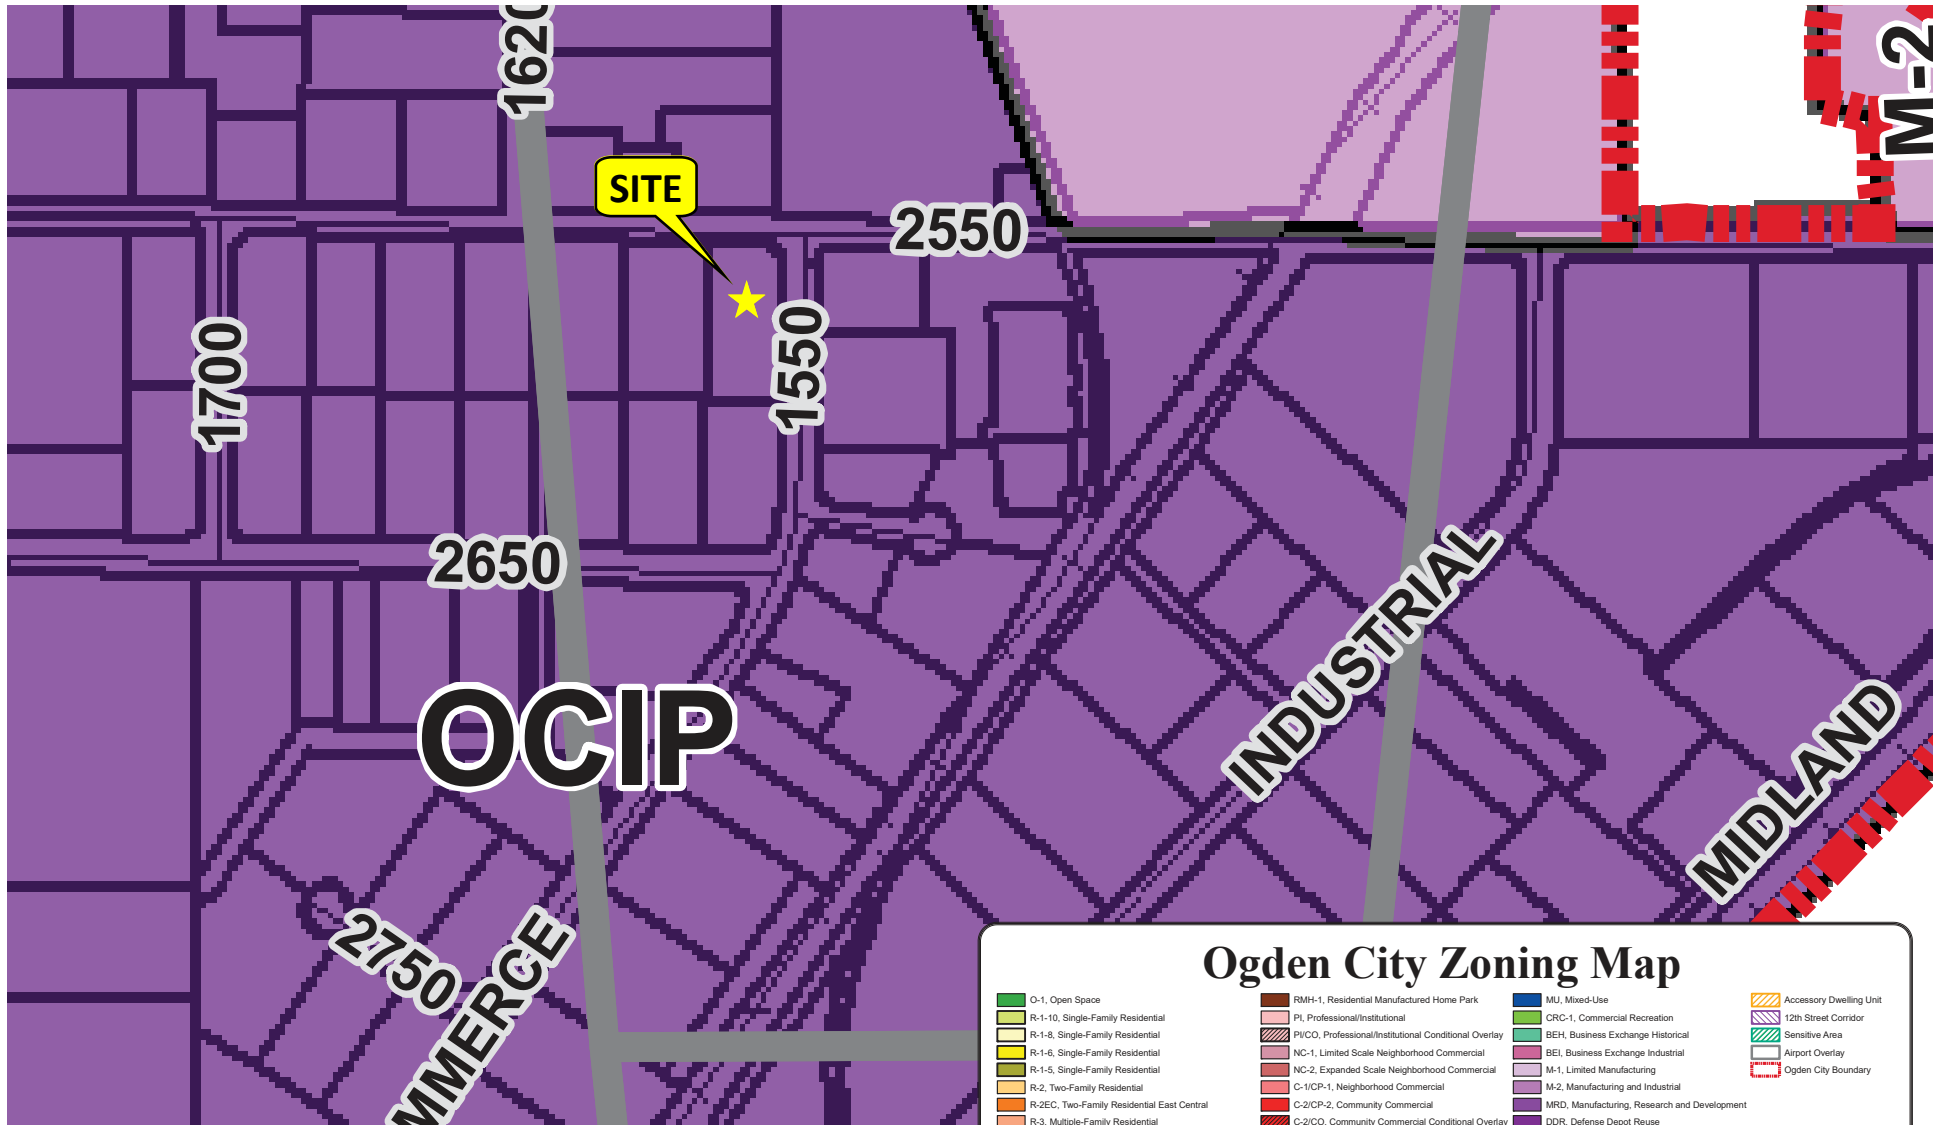 1620
M-2
SITE
2550
1700
1550
2650
OCIP
INDUSTRIAL
MIDLAND
2750
MMERCE
Ogden City Zoning Map
O-1, Open Space
R-1-10, Single-Family Residential
R-1-8, Single-Family Residential
R-1-6, Single-Family Residential
R-1-5, Single-Family Residential
R-2, Two-Family Residential
R-2EC, Two-Family Residential East Central
R-3, Multiple-Family Residential
RMH-1, Residential Manufactured Home Park
PI, Professional/Institutional
PI/CO, Professional/Institutional Conditional Overlay
NC-1, Limited Scale Neighborhood Commercial
NC-2, Expanded Scale Neighborhood Commercial
C-1/CP-1, Neighborhood Commercial
C-2/CP-2, Community Commercial
C-2/CO, Community Commercial Conditional Overlay
MU, Mixed-Use
CRC-1, Commercial Recreation
BEH, Business Exchange Historical
BEI, Business Exchange Industrial
M-1, Limited Manufacturing
M-2, Manufacturing and Industrial
MRD, Manufacturing, Research and Development
DDR, Defense Depot Reuse
Accessory Dwelling Unit
12th Street Corridor
Sensitive Area
Airport Overlay
Ogden City Boundary